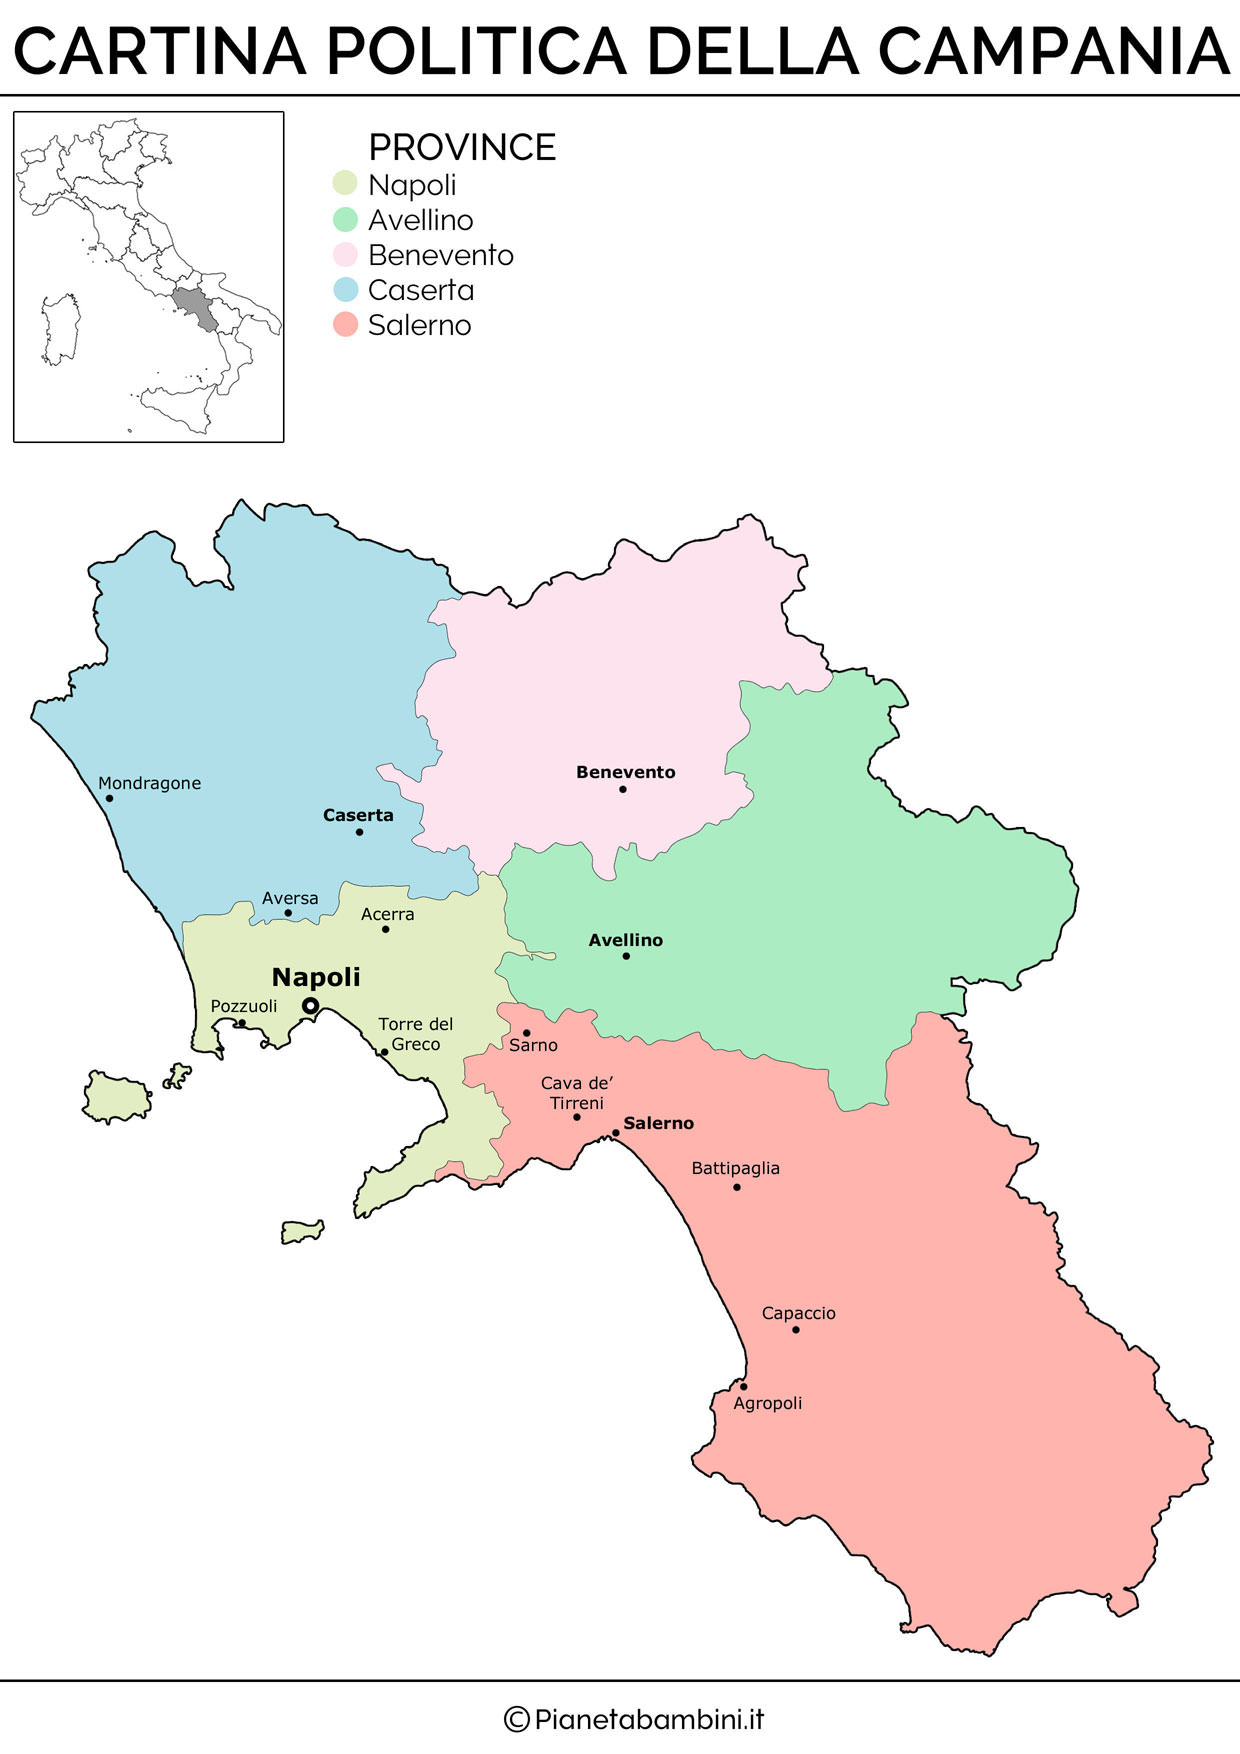 CARTINA POLITICA DELLA CAMPANIA
PROVINCE
Napoli
Avellino
Benevento
Caserta
Salerno
Benevento
Mondragone
Caserta
Aversa
Acerra
Avellino
Napoli
Pozzuoli
Torre del
Greco
Sarno
Cava de’
Tirreni
Salerno
Battipaglia
Capaccio
Agropoli
©Pianetabambini.it